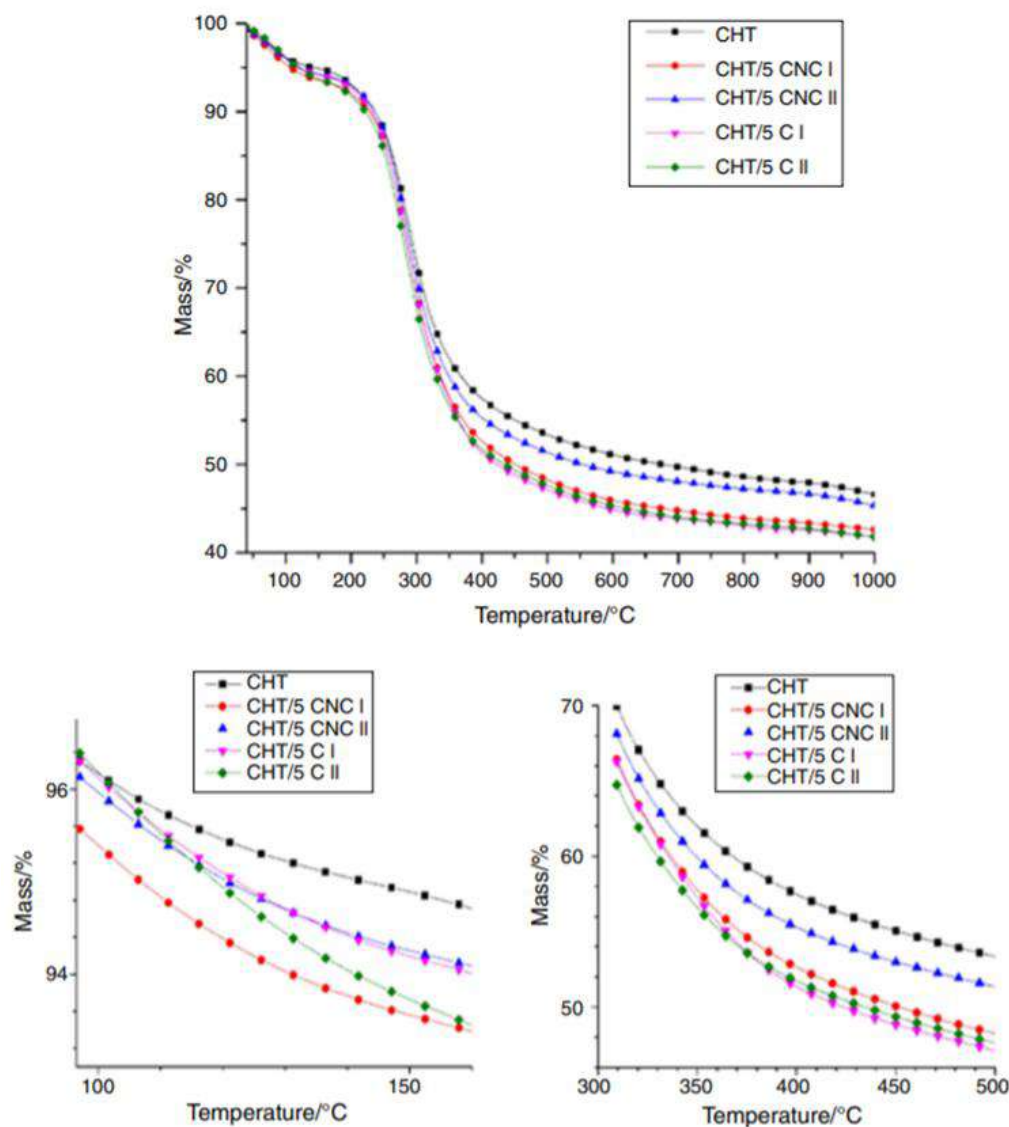 100
90
80
70
60
50
40
Mass/%
100 200 300 400 500 600 700 800 900 1000
Temperature/°C
CHT
CHT/5 CNC I
CHT/5 CNC II
CHT/5 C I
CHT/5 C II
CHT
CHT/5 CNC I
CHT/5 CNC II
CHT/5 C I
CHT/5 C II
96
94
Mass/%
100 150
Temperature/°C
CHT
CHT/5 CNC I
CHT/5 CNC II
CHT/5 C I
CHT/5 C II
70
60
50
Mass/%
300 350 400 450 500
Temperature/°C